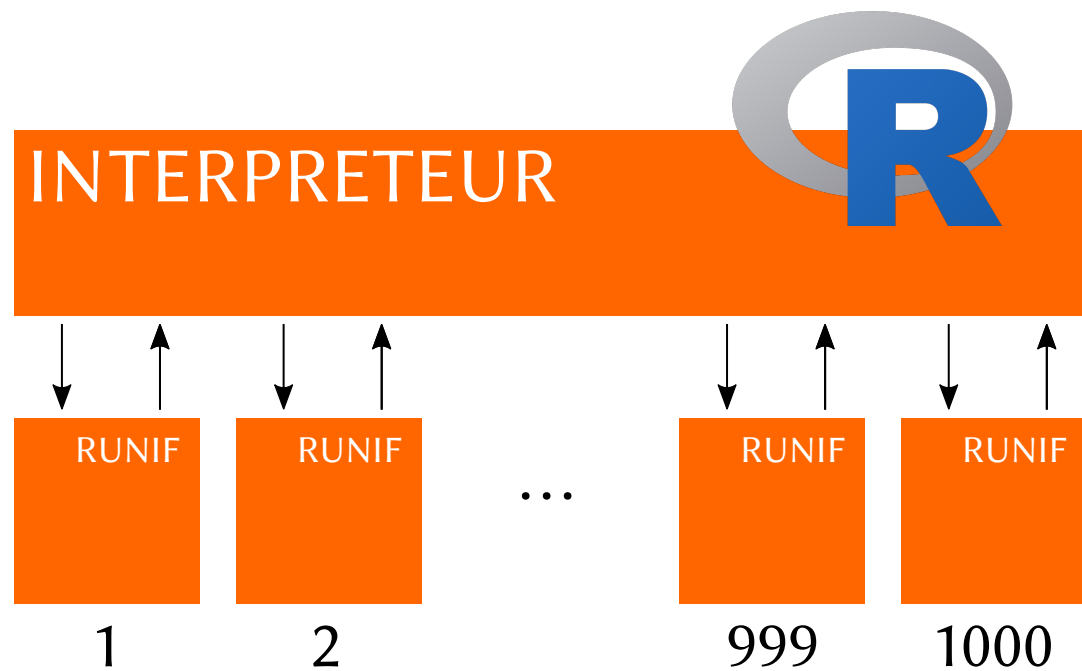 R
INTERPRETEUR
RUNIF RUNIF RUNIF RUNIF
...
1 2 999 1000